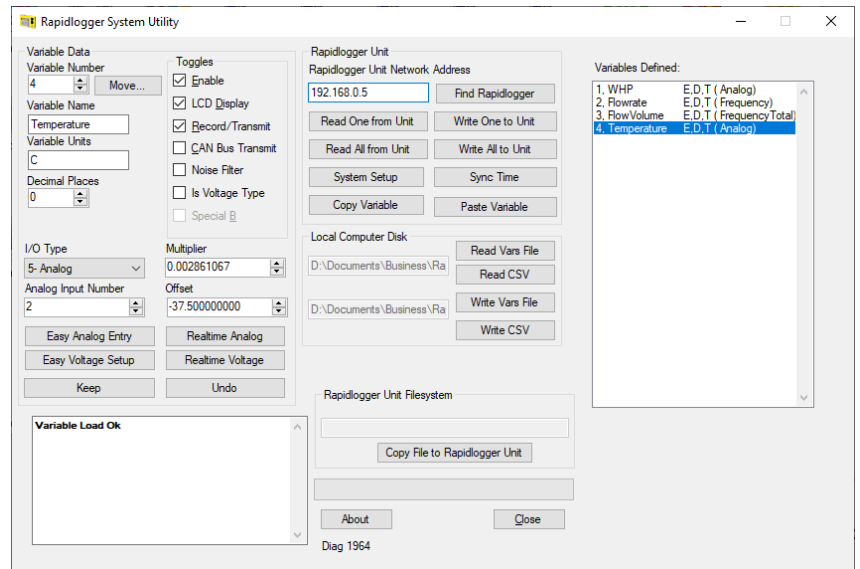 Rapidlogger System Utility
Variable Data
Variable Number
4
Move...
Variable Name
Temperature
Variable Units
C
Decimal Places
0
Toggles
Enable
LCD Display
Record/Transmit
CAN Bus Transmit
Noise Filter
Is Voltage Type
Special B
I/O Type
5- Analog
Multiplier
0.002861067
Analog Input Number
2
Offset
-37.500000000
Easy Analog Entry
Realtime Analog
Easy Voltage Setup
Realtime Voltage
Keep
Undo
Variable Load Ok
Rapidlogger Unit
Rapidlogger Unit Network Address
192.168.0.5
Find Rapidlogger
Read One from Unit
Write One to Unit
Read All from Unit
Write All to Unit
System Setup
Sync Time
Copy Variable
Paste Variable
Local Computer Disk
D:\Documents\Business\Ra
Read Vars File
Read CSV
D:\Documents\Business\Ra
Write Vars File
Write CSV
Rapidlogger Unit Filesystem
Copy File to Rapidlogger Unit
About
Close
Diag 1964
Variables Defined:
1, WHP E,D,T ( Analog)
2, Flowrate E,D,T ( Frequency)
3, FlowVolume E,D,T ( FrequencyTotal)
4, Temperature E,D,T ( Analog)